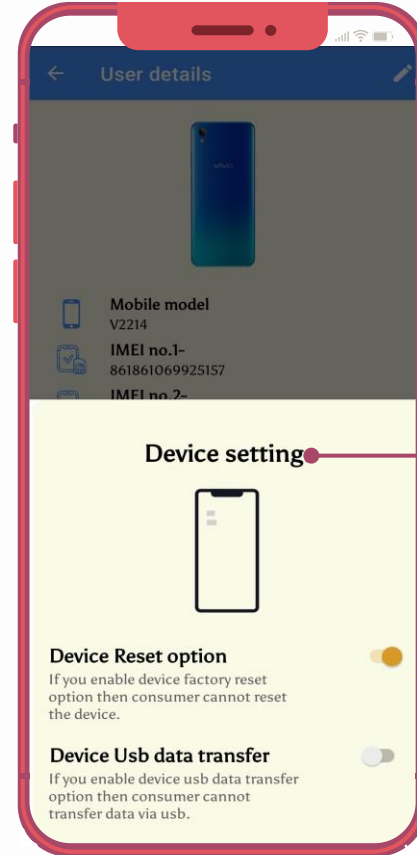 User details
vivo
Mobile model
V2214
IMEI no.1-
861861069925157
IMEI no.2-
Device setting
Device Reset option
If you enable device factory reset
option then consumer cannot reset
the device.
Device Usb data transfer
If you enable device usb data transfer
option then consumer cannot
transfer data via usb.